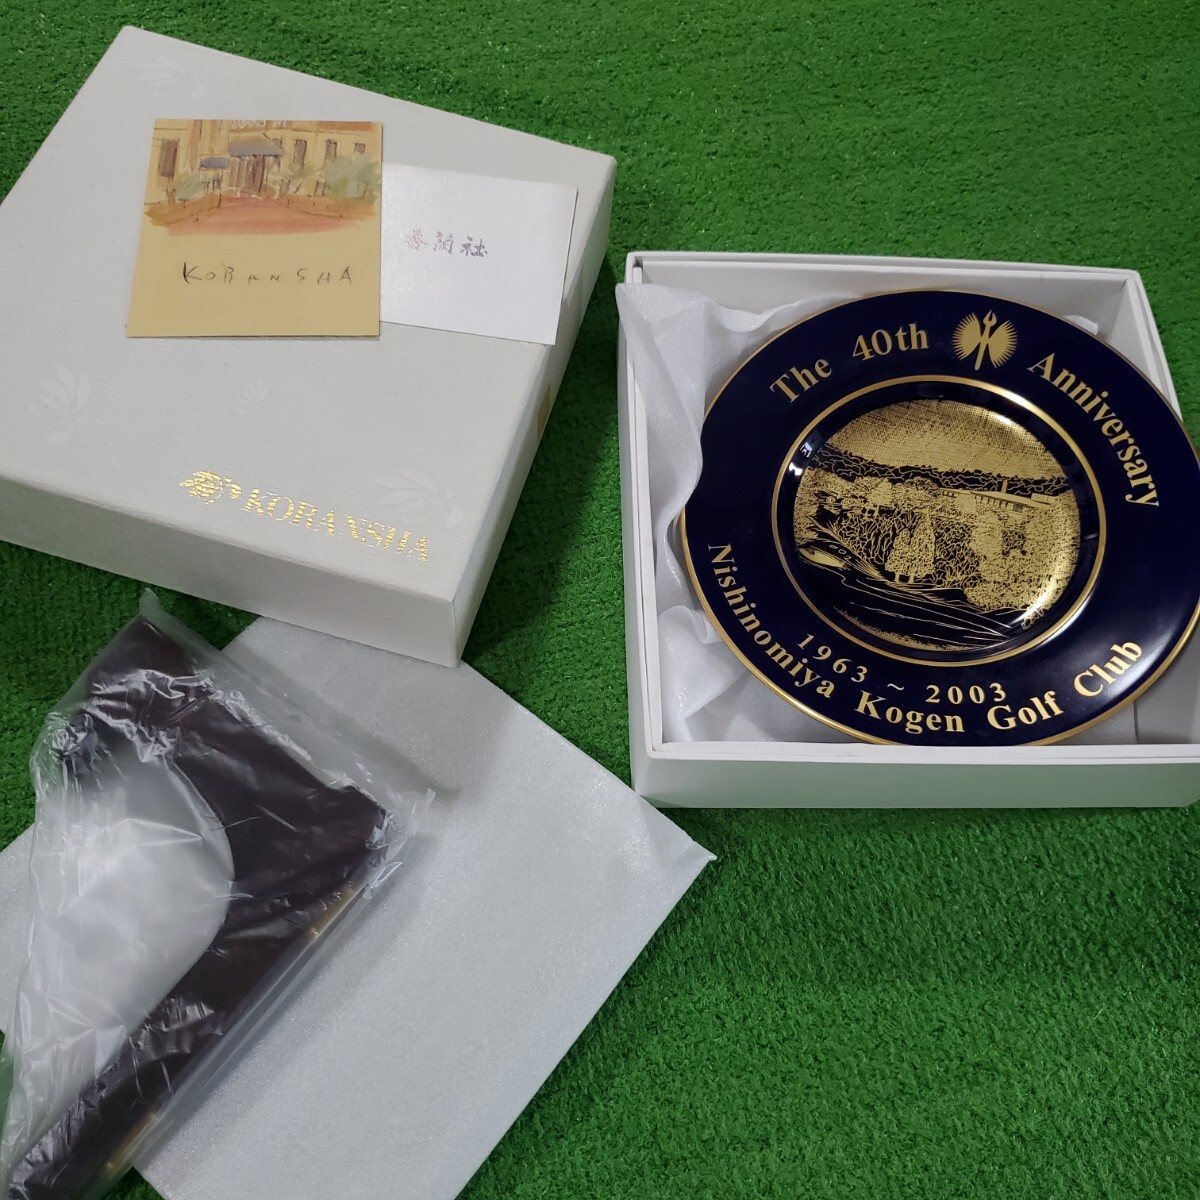 KORANSHA
香蘭社
KORANSHA
The 40th Anniversary
1963 ~ 2003
Nishinomiya Kogen Golf Club